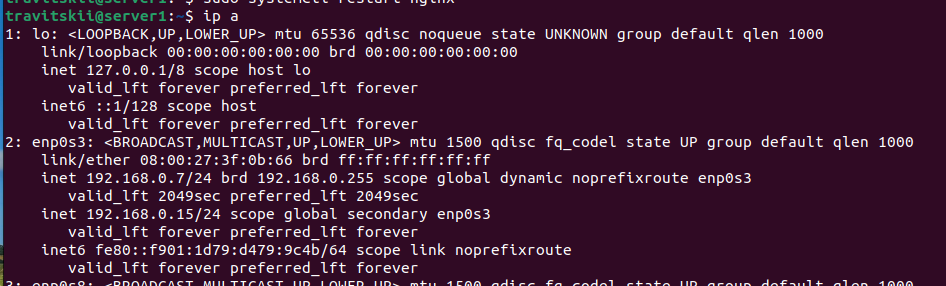 travitskii@server1:~$ sudo systemctl restart nginx
travitskii@server1:~$ ip a
1: lo: <LOOPBACK,UP,LOWER_UP> mtu 65536 qdisc noqueue state UNKNOWN group default qlen 1000
    link/loopback 00:00:00:00:00:00 brd 00:00:00:00:00:00
    inet 127.0.0.1/8 scope host lo
       valid_lft forever preferred_lft forever
    inet6 ::1/128 scope host
       valid_lft forever preferred_lft forever
2: enp0s3: <BROADCAST,MULTICAST,UP,LOWER_UP> mtu 1500 qdisc fq_codel state UP group default qlen 1000
    link/ether 08:00:27:3f:0b:66 brd ff:ff:ff:ff:ff:ff
    inet 192.168.0.7/24 brd 192.168.0.255 scope global dynamic noprefixroute enp0s3
       valid_lft 2049sec preferred_lft 2049sec
    inet 192.168.0.15/24 scope global secondary enp0s3
       valid_lft forever preferred_lft forever
    inet6 fe80::f901:1d79:d479:9c4b/64 scope link noprefixroute
       valid_lft forever preferred_lft forever
3: enp0s8: <BROADCAST,MULTICAST,UP,LOWER_UP> mtu 1500 qdisc fq_codel state UP group default qlen 1000